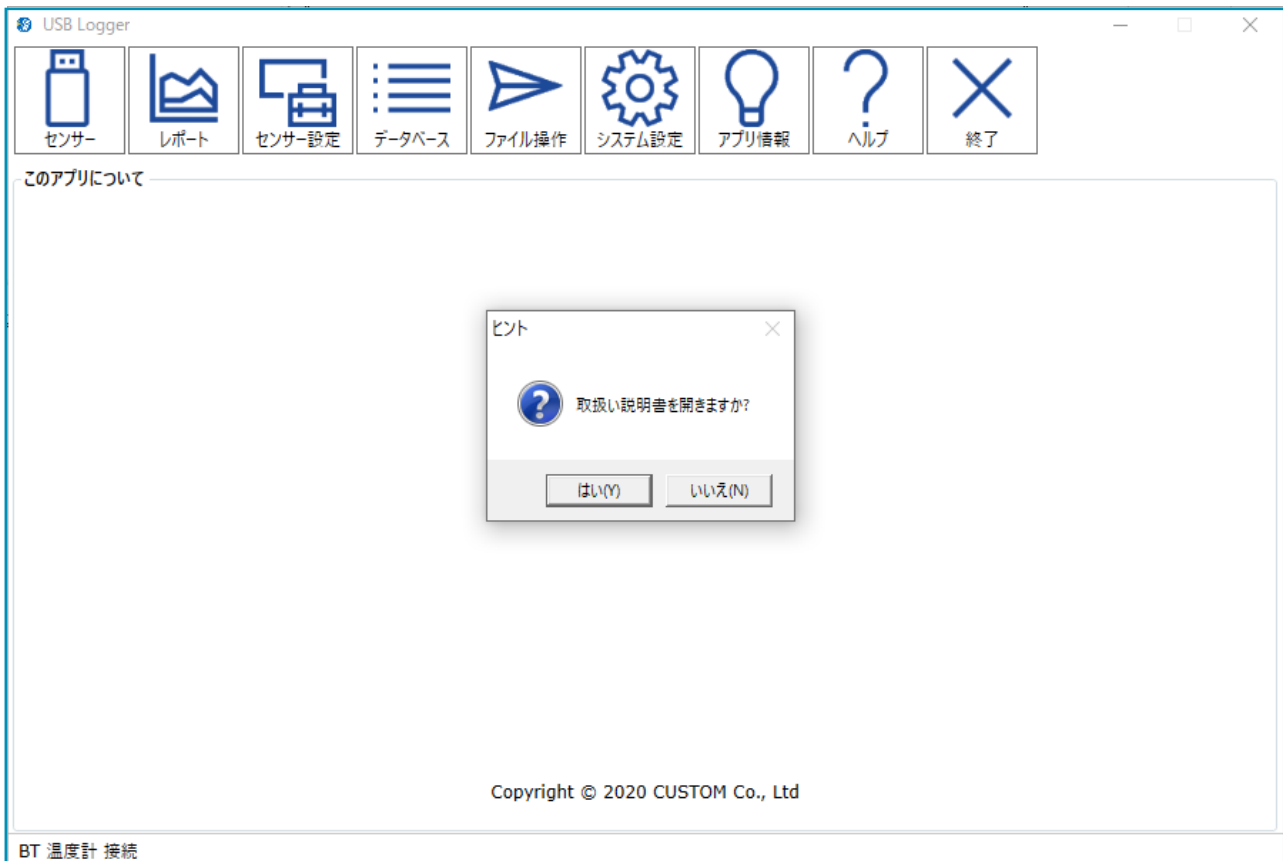 USB Logger
センサー レポート センサー設定 データベース ファイル操作 システム設定 アプリ情報 ヘルプ 終了
このアプリについて
ヒント
取扱い説明書を開きますか?
はい(Y) いいえ(N)
Copyright © 2020 CUSTOM Co., Ltd
BT 温度計 接続